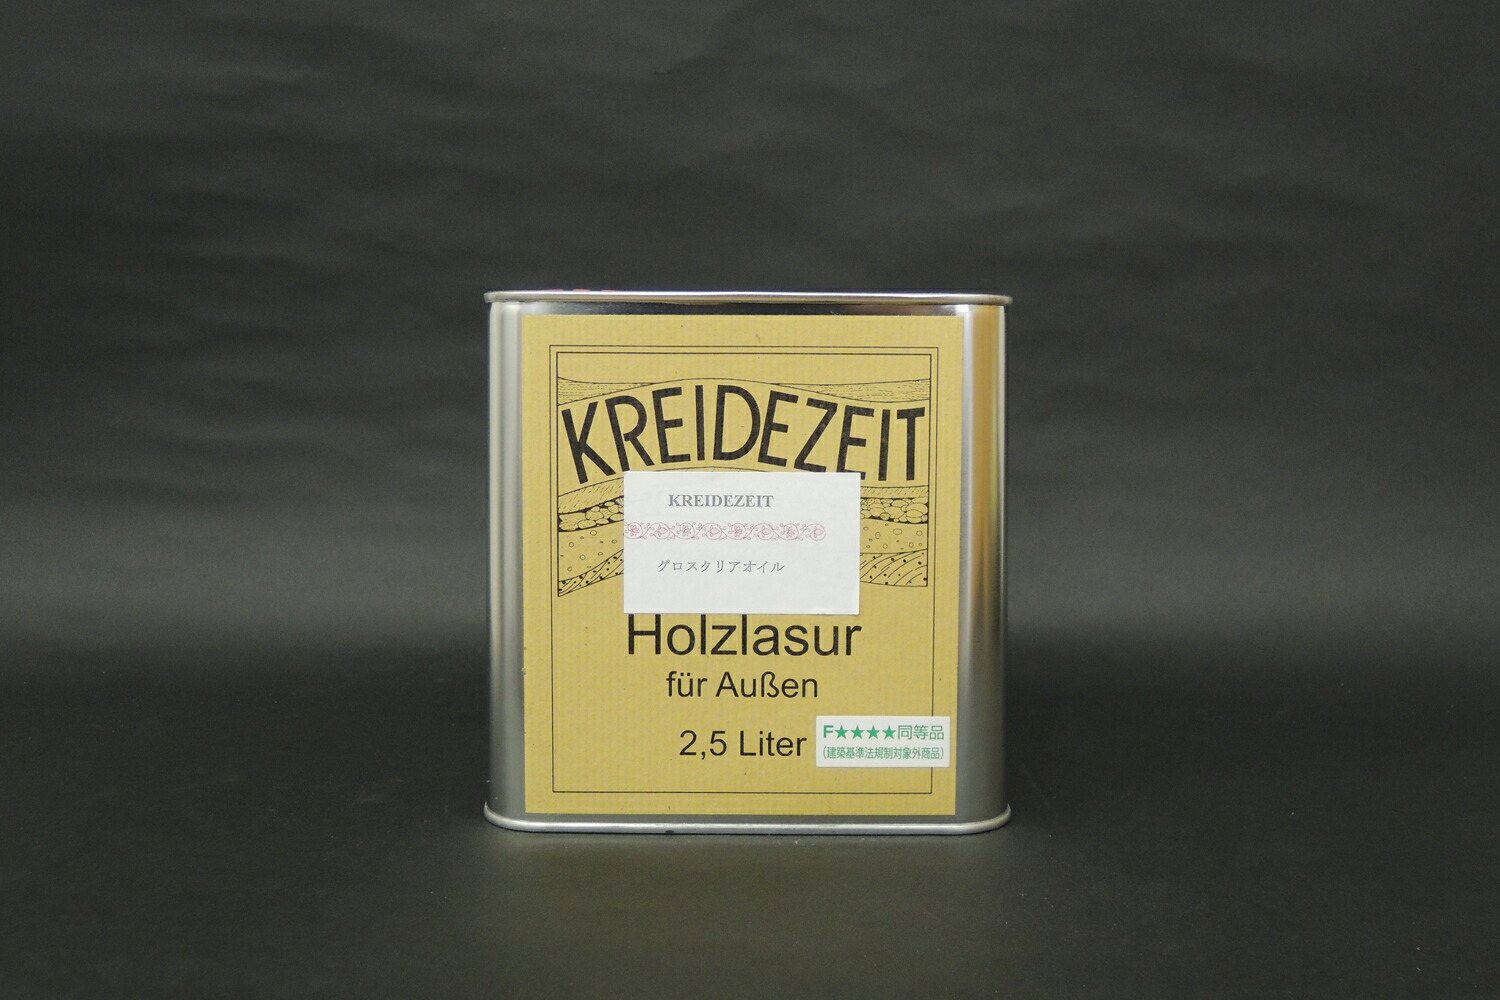 KREIDEZEIT
KREIDEZEIT
グロスクリアオイル
Holzlasur
für Außen
2,5 Liter
F★★★★同等品
(建築基準法規制対象外商品)